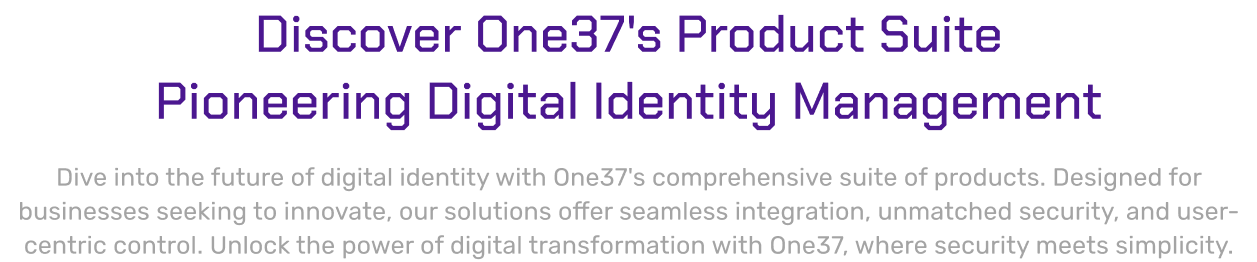 Discover One37's Product Suite
Pioneering Digital Identity Management
Dive into the future of digital identity with One37's comprehensive suite of products. Designed for
businesses seeking to innovate, our solutions offer seamless integration, unmatched security, and user-
centric control. Unlock the power of digital transformation with One37, where security meets simplicity.